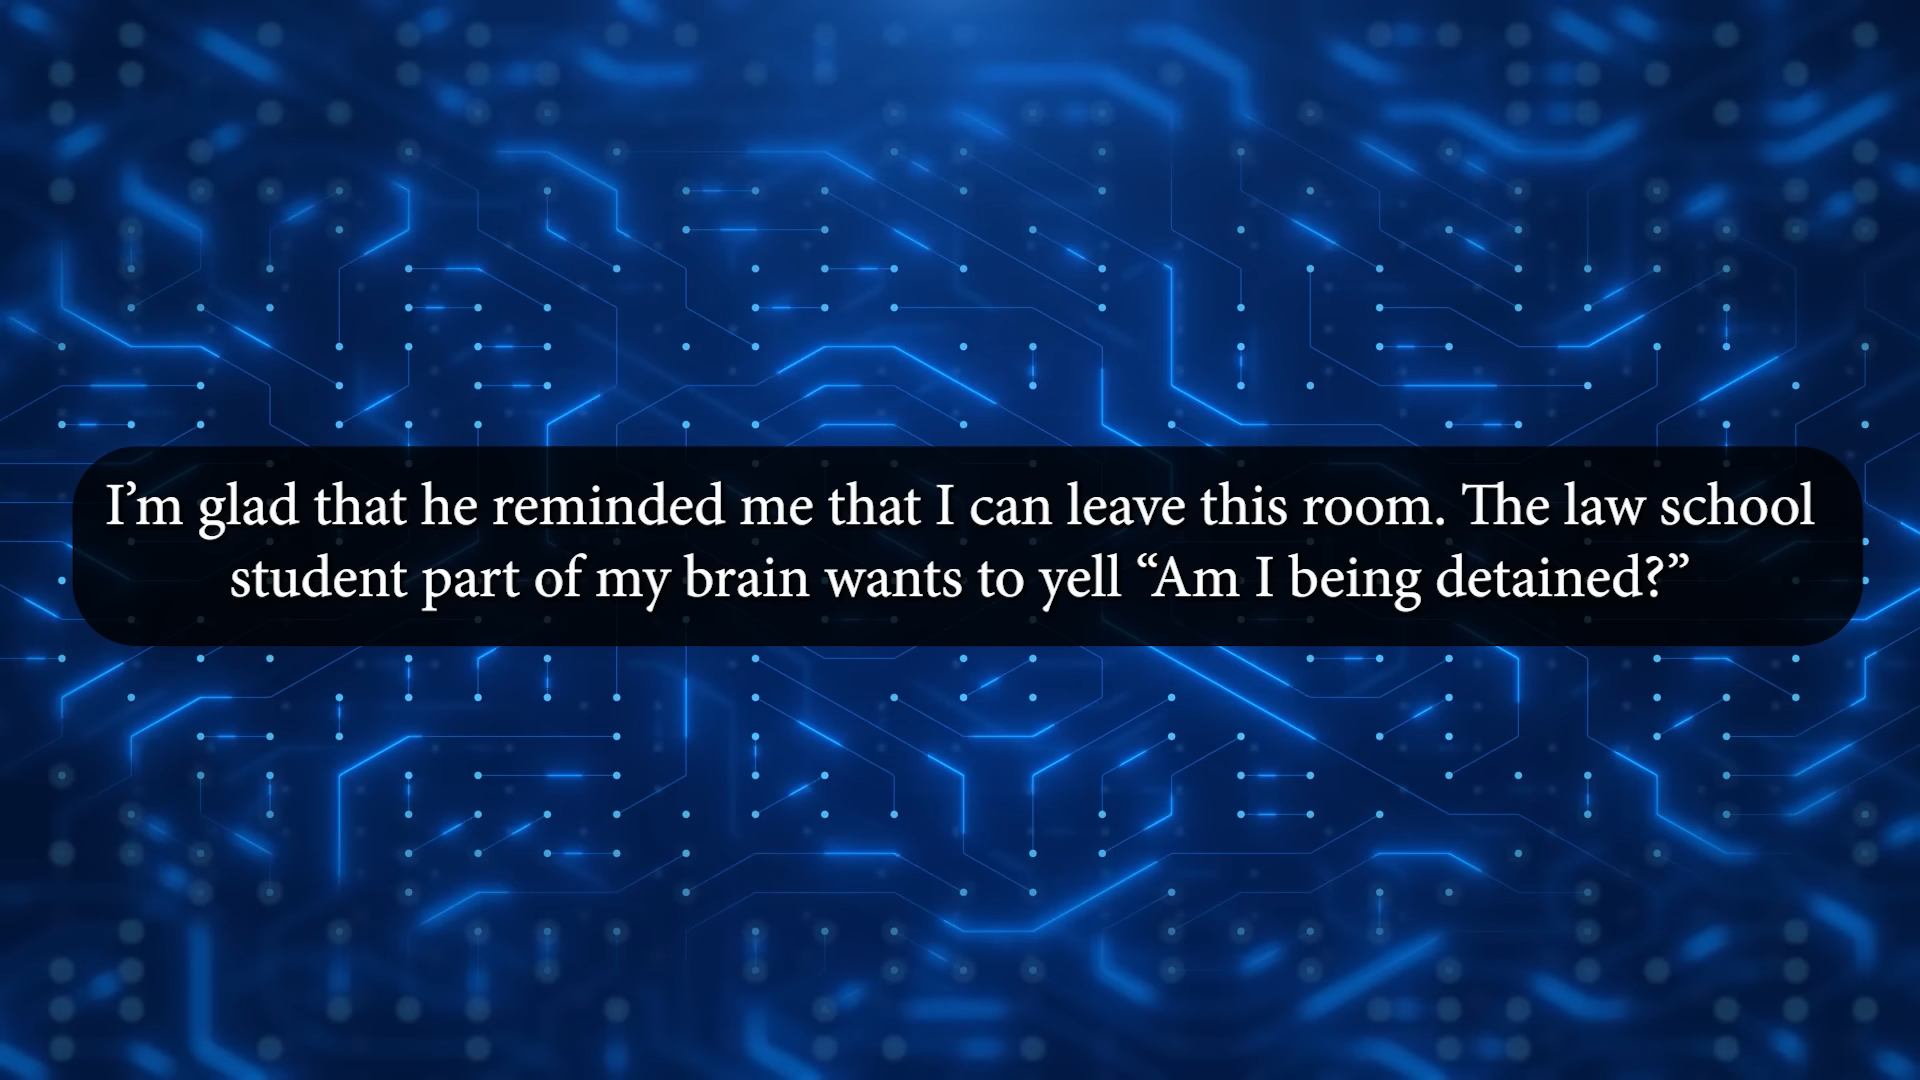 I’m glad that he reminded me that I can leave this room. The law school
student part of my brain wants to yell “Am I being detained?”